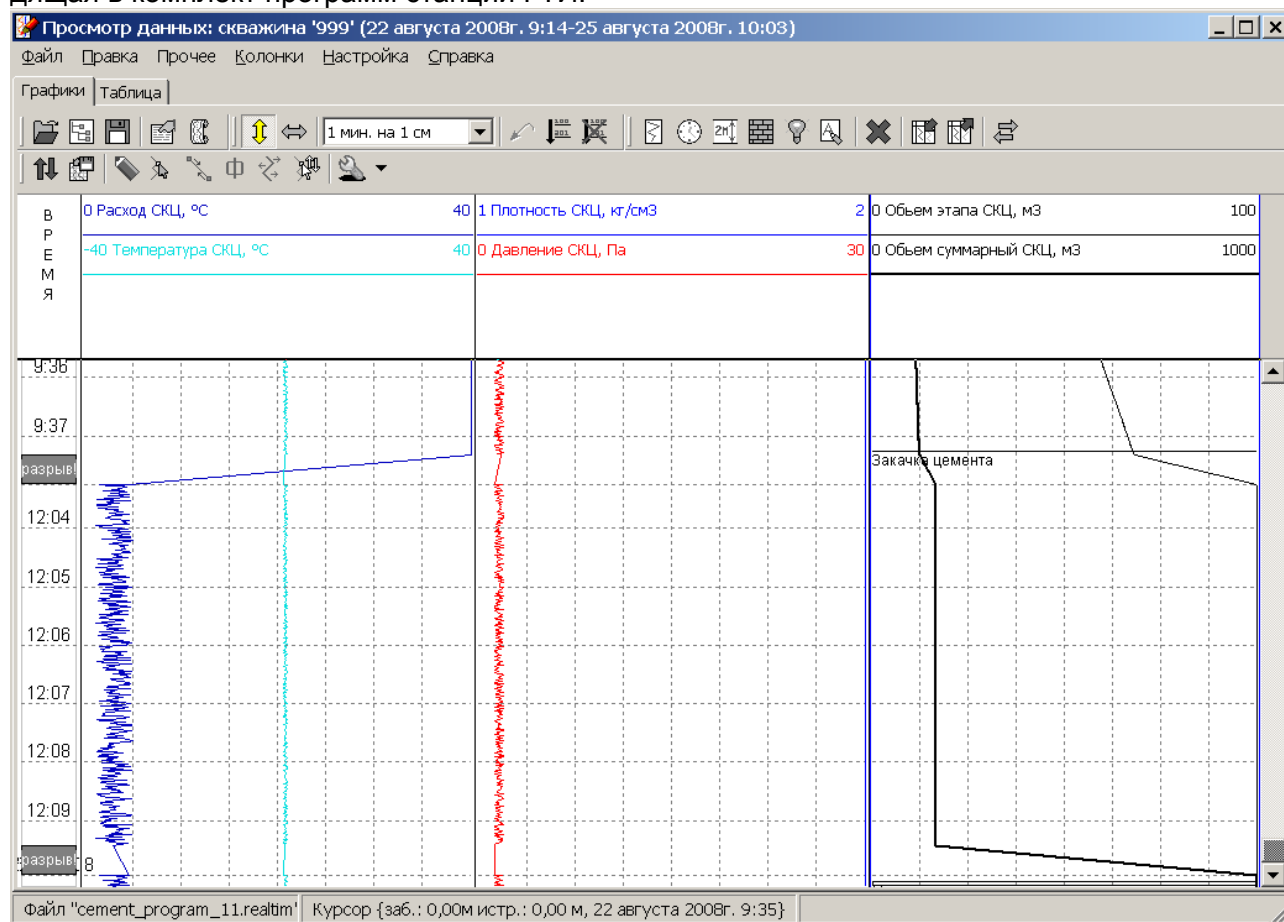 Просмотр данных: скважина '999' (22 августа 2008г. 9:14-25 августа 2008г. 10:03)
Файл Правка Прочее Колонки Настройка Справка
Графики Таблица
1 мин. на 1 см
ВРЕМЯ
0 Расход СКЦ, °С 40
-40 Температура СКЦ, °С 40
1 Плотность СКЦ, кг/см3 2
0 Давление СКЦ, Па 30
0 Обьем этапа СКЦ, м3 100
0 Обьем суммарный СКЦ, м3 1000
9:36
9:37
Закачка цемента
разрыв!
12:04
12:05
12:06
12:07
12:08
12:09
разрыв! 8
Файл "cement_program_11.realtim' Курсор {заб.: 0,00м истр.: 0,00 м, 22 августа 2008г. 9:35}